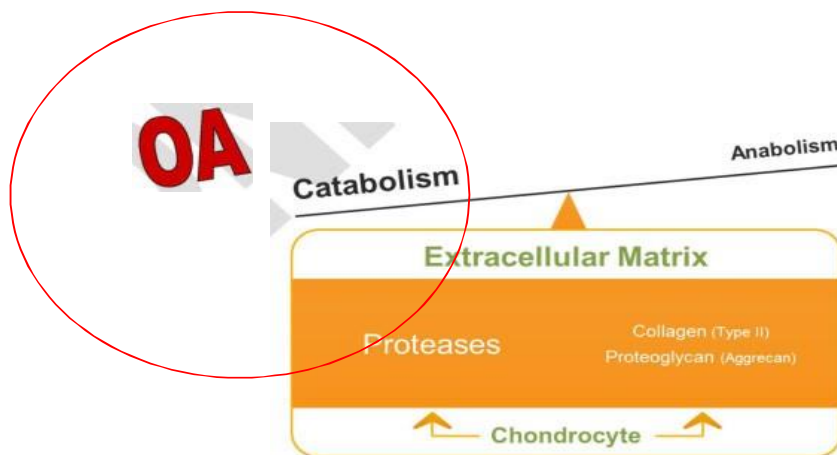 OA
Catabolism
Anabolism
Extracellular Matrix
Proteases
Collagen (Type II)
Proteoglycan (Aggrecan)
Chondrocyte